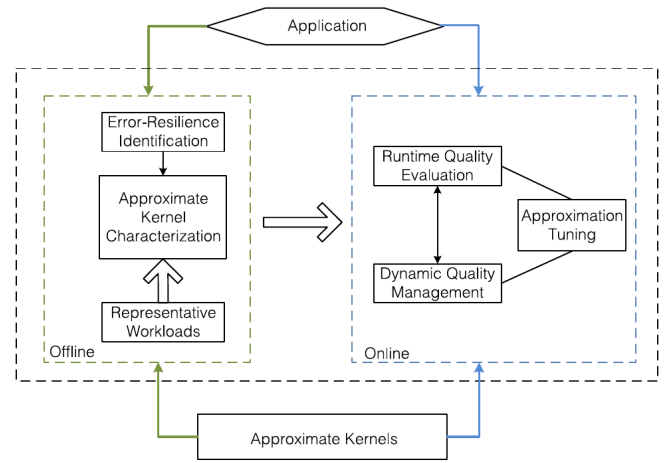 Application
Error-Resilience
Identification
Approximate
Kernel
Characterization
Representative
Workloads
Offline
Runtime Quality
Evaluation
Approximation
Tuning
Dynamic Quality
Management
Online
Approximate Kernels